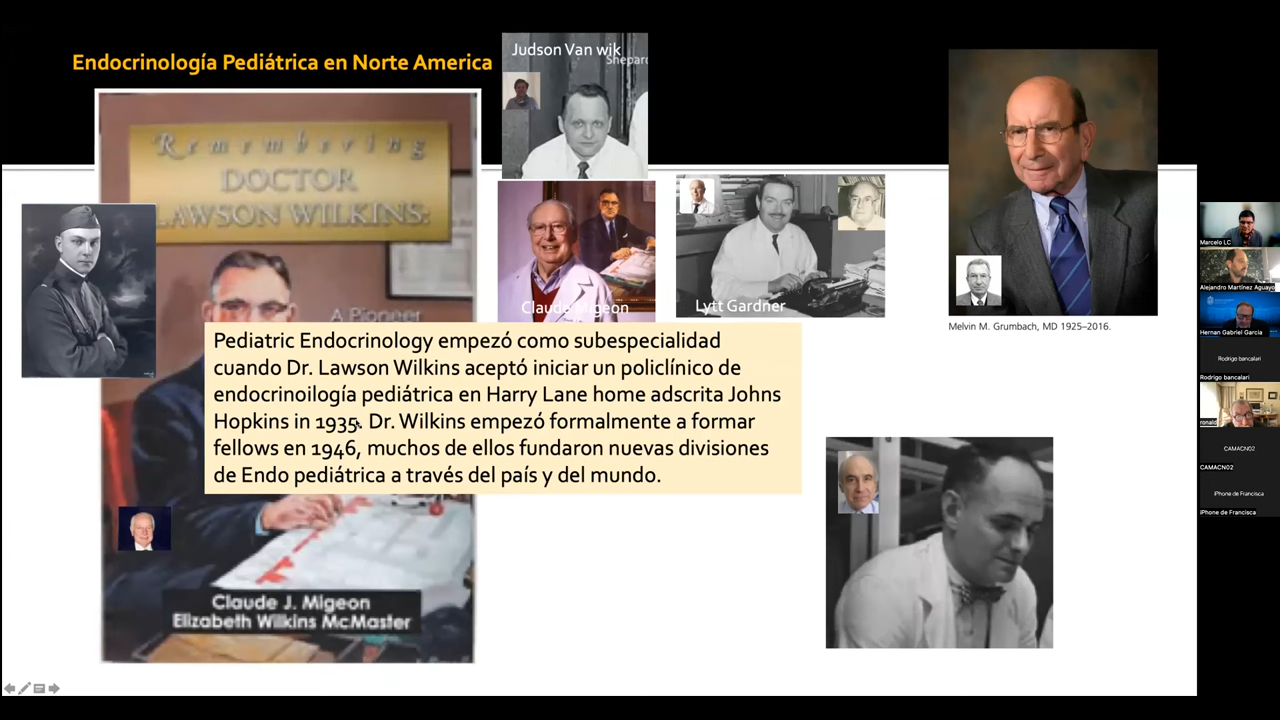 Endocrinología Pediátrica en Norte America
Judson Van wik
Shepard
Remembering
DOCTOR
LAWSON WILKINS:
A Pioneer
Claude Migeon
Lytt Gardner
Melvin M. Grumbach, MD 1925–2016.
Pediatric Endocrinology empezó como subespecialidad
cuando Dr. Lawson Wilkins aceptó iniciar un policlínico de
endocrinoilogía pediátrica en Harry Lane home adscrita Johns
Hopkins in 1935. Dr. Wilkins empezó formalmente a formar
fellows en 1946, muchos de ellos fundaron nuevas divisiones
de Endo pediátrica a través del país y del mundo.
Claude J. Migeon
Elizabeth Wilkins McMaster
Marcelo LC
Alejandro Martínez Aguayo
Hernan Gabriel Garcia
Rodrigo bancalari
Rodrigo bancalari
ronald
CAMACN02
CAMACN02
iPhone de Francisca
iPhone de Francisca